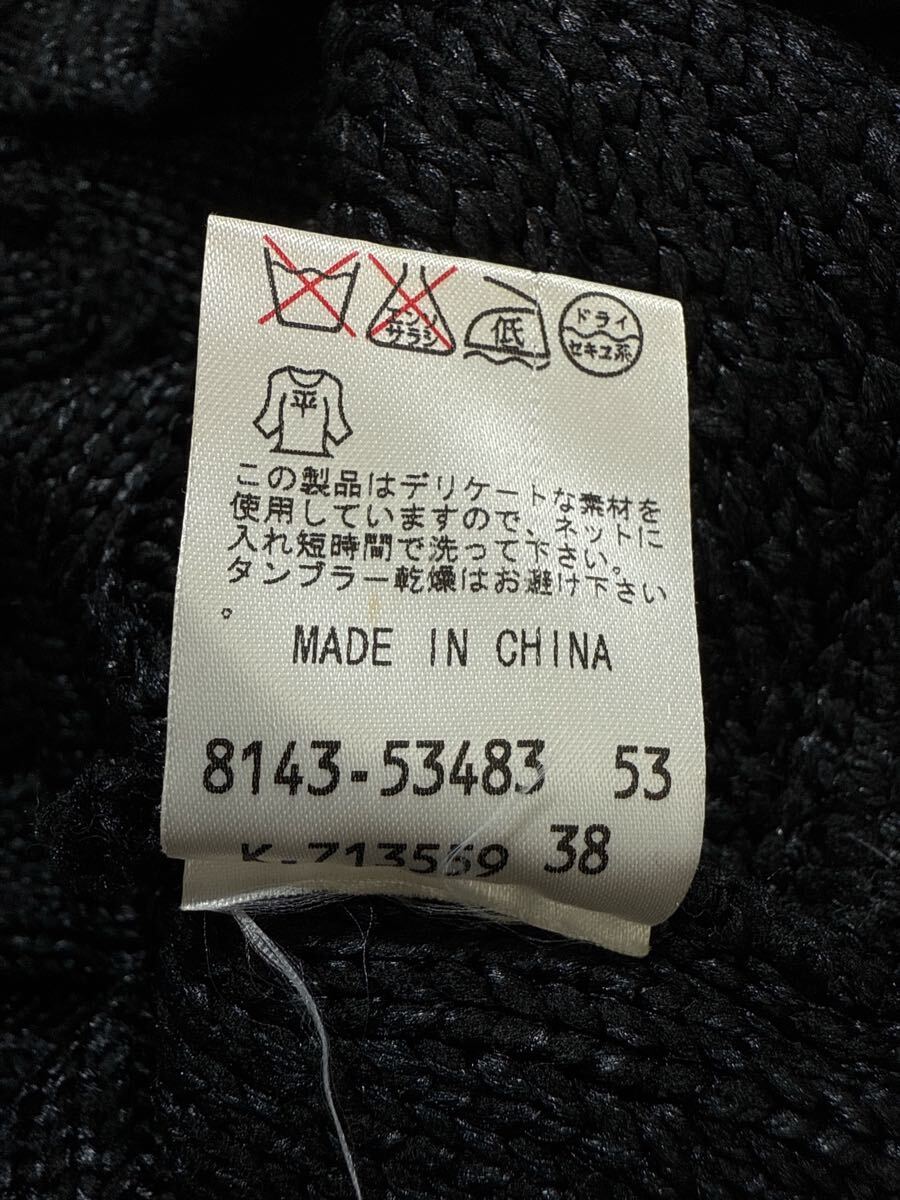 エンソ
サラシ
低
ドライ
セキユ系
平
この製品はデリケートな素材を
使用していますので、ネットに
入れ短時間で洗って下さい。
タンブラー乾燥はお避け下さい
。
MADE IN CHINA
8143-53483 53
K-713559 38